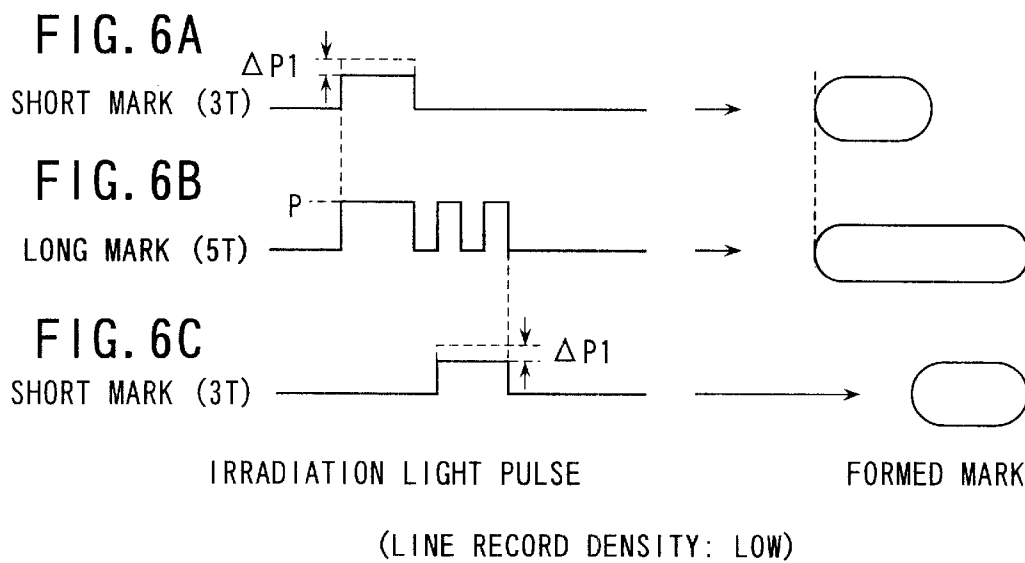 FIG. 6A
ΔP1
SHORT MARK (3T)
FIG. 6B
P
LONG MARK (5T)
FIG. 6C
ΔP1
SHORT MARK (3T)
IRRADIATION LIGHT PULSE FORMED MARK
(LINE RECORD DENSITY: LOW)